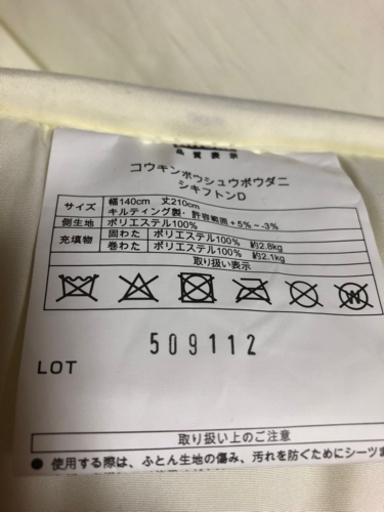 品質表示
コウキンボウシュウボウダニ
シキフトンD
サイズ 幅140cm 丈210cm
キルティング製・許容範囲+5%~-3%
側生地 ポリエステル100%
充填物 固わた ポリエステル100% 約2.8kg
巻わた ポリエステル100% 約2.1kg
取り扱い表示
W
509112
LOT
取り扱い上のご注意
● 使用する際は、ふとん生地の傷み、汚れを防ぐためにシーツま